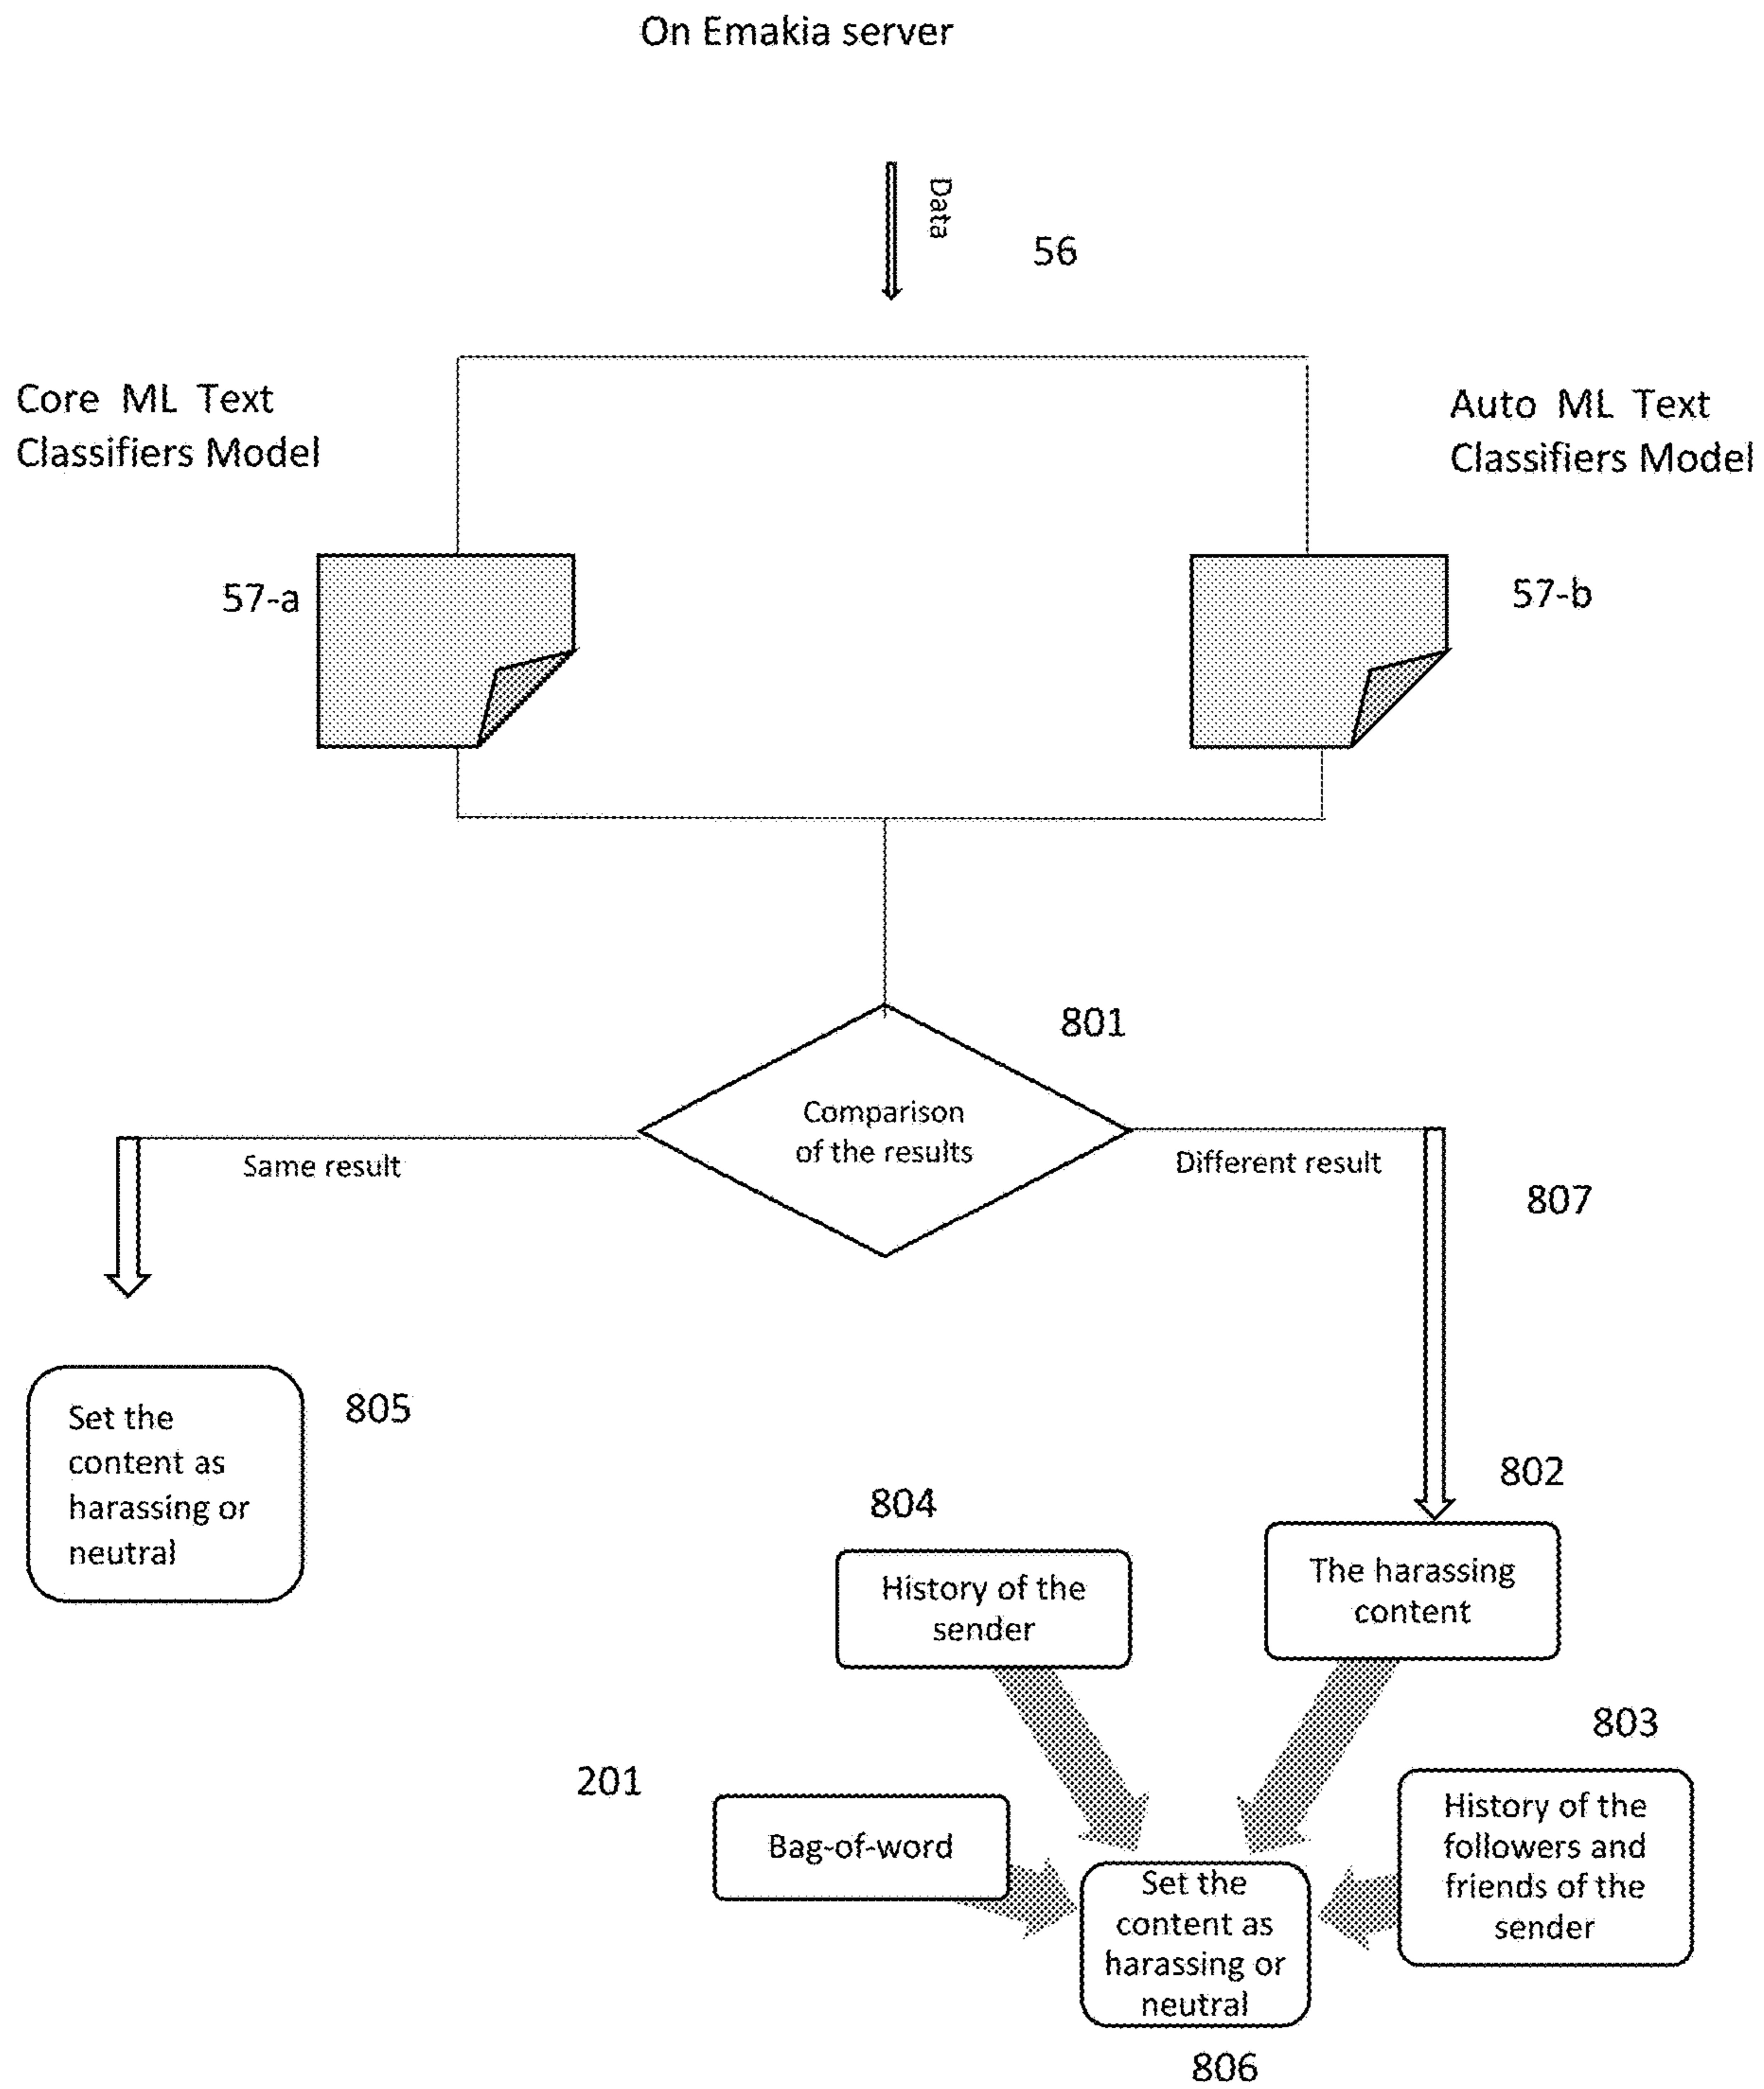 On Emakia server
Data
56
Core ML Text
Classifiers Model
Auto ML Text
Classifiers Model
57-a
57-b
801
Comparison
of the results
Same result
Different result
807
Set the
content as
harassing or
neutral
805
802
804
The harassing
content
History of the
sender
803
201
History of the
followers and
friends of the
sender
Bag-of-word
Set the
content as
harassing or
neutral
806